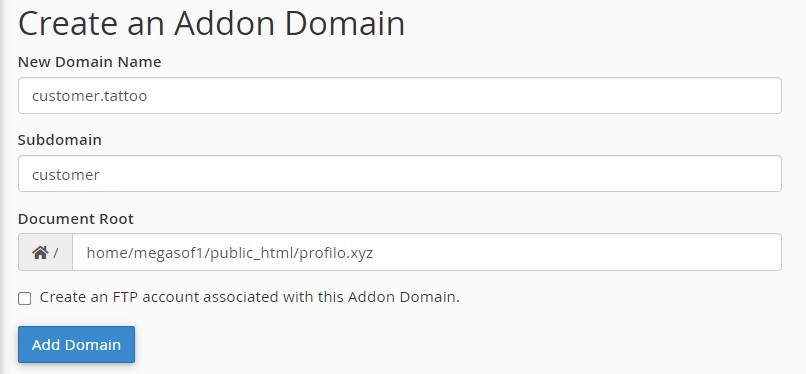 Create an Addon Domain
New Domain Name
customer.tattoo
Subdomain
customer
Document Root
/ home/megasof1/public_html/profilo.xyz
Create an FTP account associated with this Addon Domain.
Add Domain